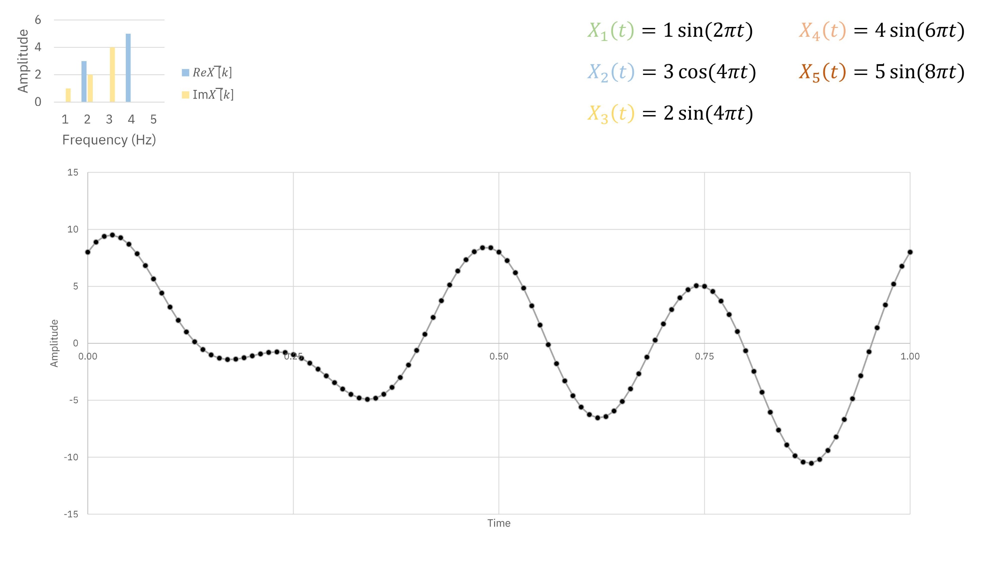 6
4
2
0
Amplitude
1 2 3 4 5
Frequency (Hz)
ReX̅[k]
ImX̅[k]
X₁(t) = 1 sin(2πt)
X₂(t) = 3 cos(4πt)
X₃(t) = 2 sin(4πt)
X₄(t) = 4 sin(6πt)
X₅(t) = 5 sin(8πt)
15
10
5
0
-5
-10
-15
Amplitude
0.00 0.25 0.50 0.75 1.00
Time